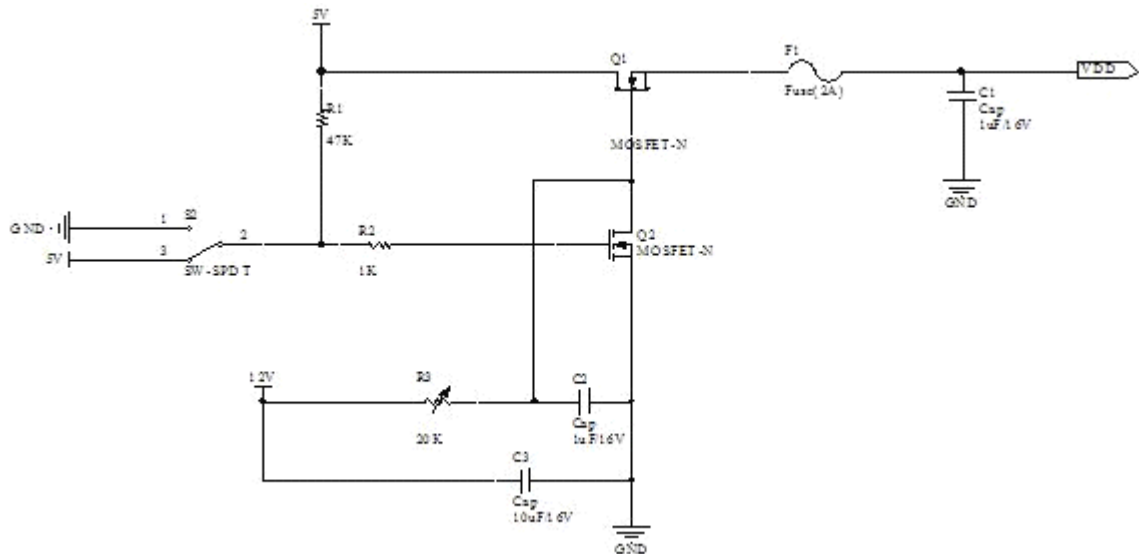 5V
Q1
F1
Fuse(2A)
VDD
C1
Cap
1uF/16V
R1
47K
MOSFET-N
GND
GND
1
S2
2
3
5V
SW-SPDT
R2
1K
Q2
MOSFET-N
12V
R3
20K
C2
Cap
1uF/16V
C3
Cap
10uF/16V
GND